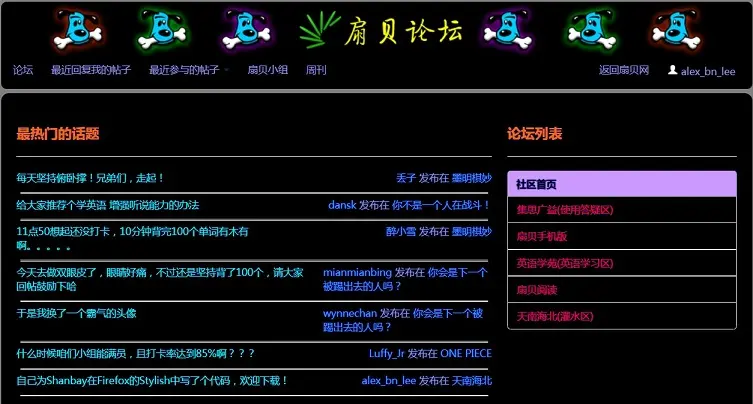 扇贝论坛
论坛 最近回复我的帖子 最近参与的帖子 扇贝小组 周刊 返回扇贝网 alex_bn_lee
最热门的话题
每天坚持俯卧撑！兄弟们，走起！ 丢子 发布在 墨明棋妙
给大家推荐个学英语 增强听说能力的办法 dansk 发布在 你不是一个人在战斗！
11点50想起还没打卡，10分钟背完100个单词有木有 醉小雪 发布在 墨明棋妙
啊。。。。。
今天去做双眼皮了，眼睛好痛，不过还是坚持背了100个，请大家 mianmianbing 发布在 你会是下一个
回帖鼓励下哈 被踢出去的人吗？
于是我换了一个霸气的头像 wynnechan 发布在 你会是下一个被
踢出去的人吗？
什么时候咱们小组能满员，且打卡率达到85%啊？？？ Luffy_Jr 发布在 ONE PIECE
自己为Shanbay在Firefox的Stylish中写了个代码，欢迎下载！ alex_bn_lee 发布在 天南海北
论坛列表
社区首页
集思广益(使用答疑区)
扇贝手机版
英语学苑(英语学习区)
扇贝阅读
天南海北(灌水区)